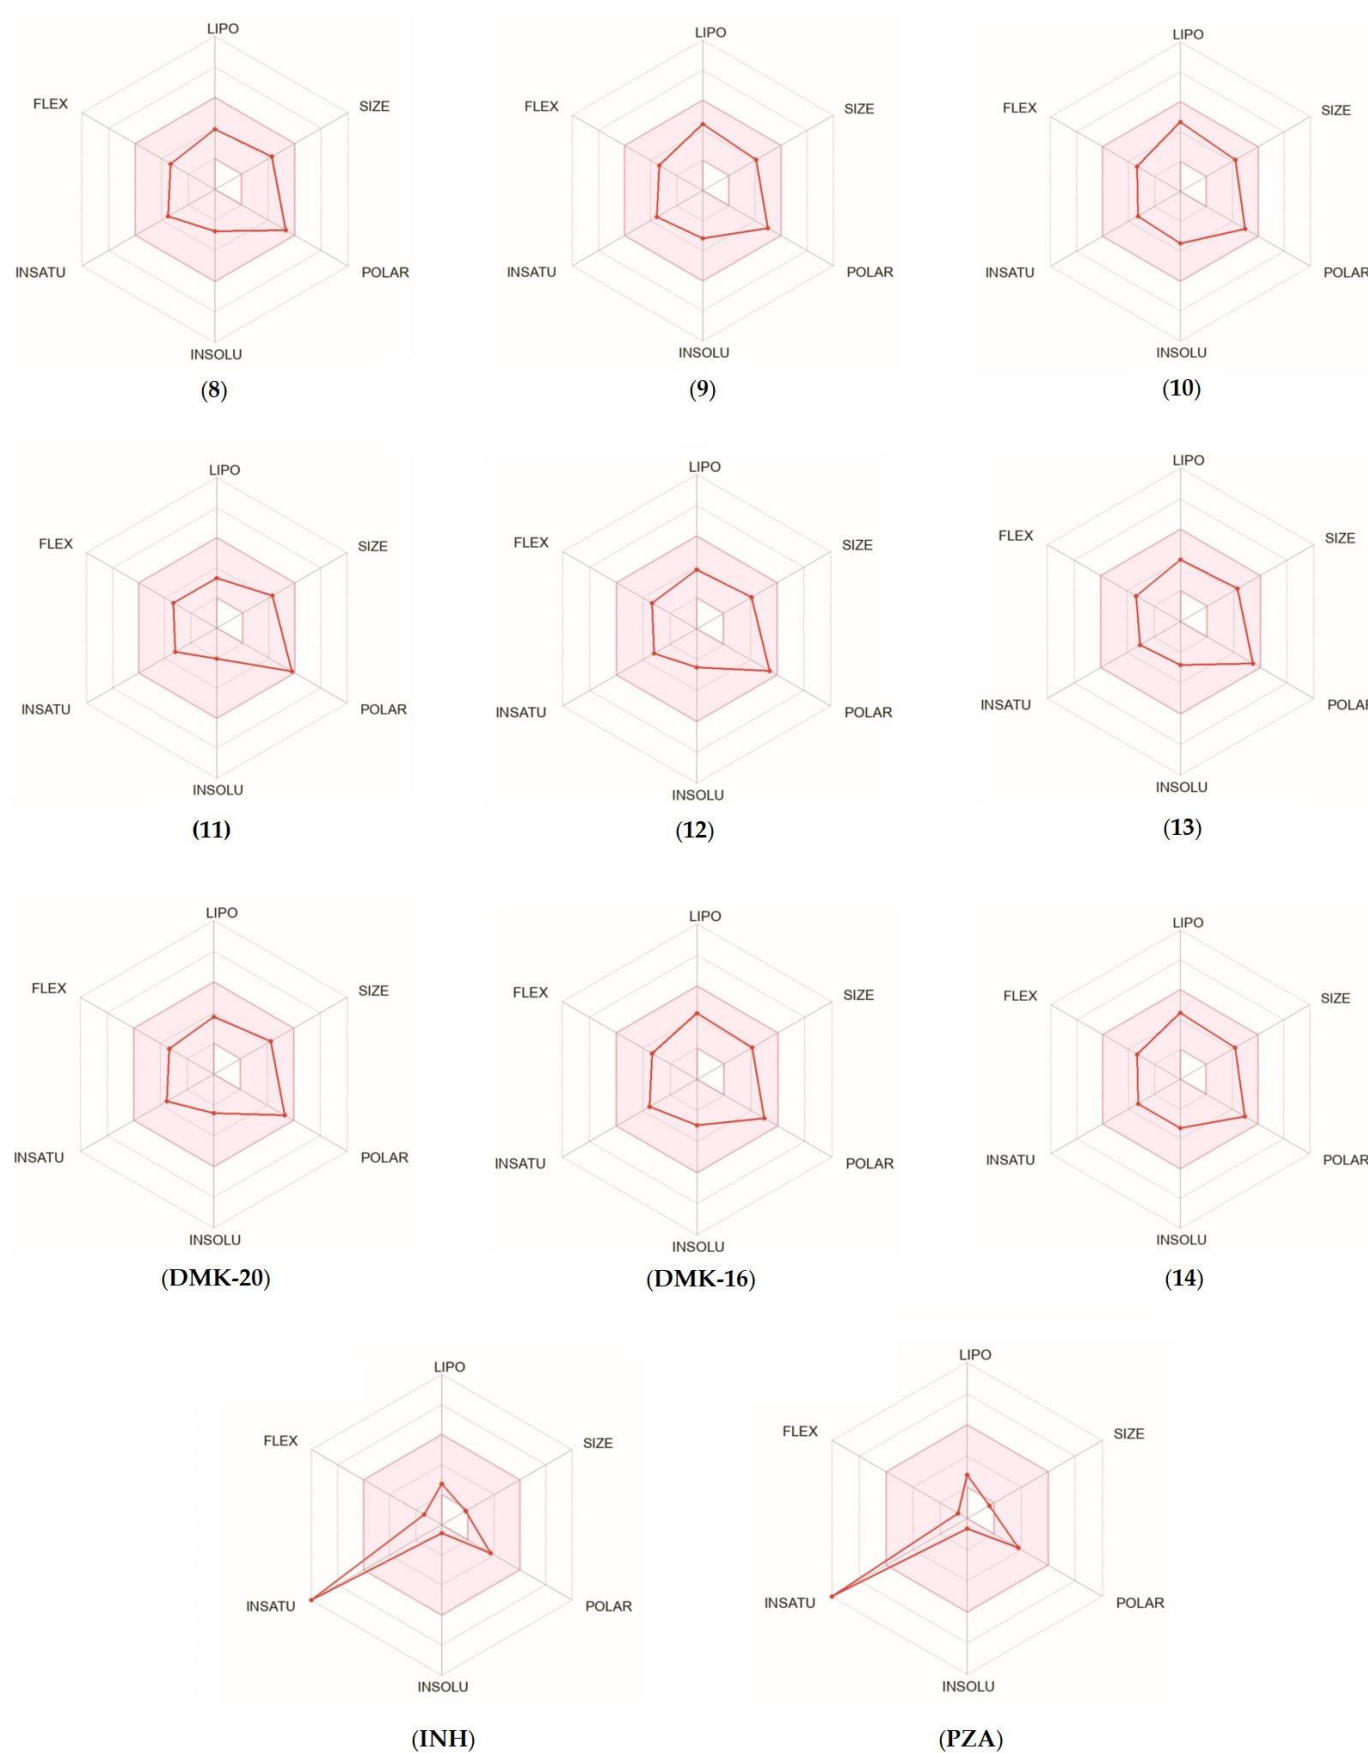 LIPO LIPO LIPO
FLEX SIZE FLEX SIZE FLEX SIZE
INSATU POLAR INSATU POLAR INSATU POLAR
INSOLU INSOLU INSOLU
(8) (9) (10)
LIPO LIPO LIPO
FLEX SIZE FLEX SIZE FLEX SIZE
INSATU POLAR INSATU POLAR INSATU POLAR
INSOLU INSOLU INSOLU
(11) (12) (13)
LIPO LIPO LIPO
FLEX SIZE FLEX SIZE FLEX SIZE
INSATU POLAR INSATU POLAR INSATU POLAR
INSOLU INSOLU INSOLU
(DMK-20) (DMK-16) (14)
LIPO LIPO
FLEX SIZE FLEX SIZE
INSATU POLAR INSATU POLAR
INSOLU INSOLU
(INH) (PZA)